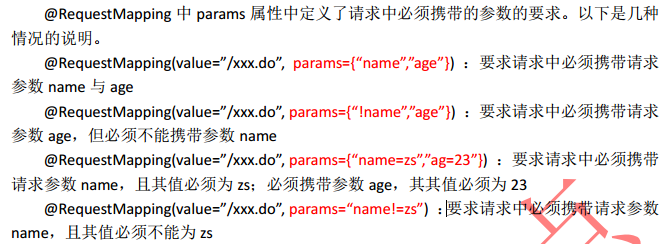 @RequestMapping 中 params 属性中定义了请求中必须携带的参数的要求。以下是几种
情况的说明。
@RequestMapping(value=”/xxx.do”, params={“name”,”age”}) ：要求请求中必须携带请求
参数 name 与 age
@RequestMapping(value=”/xxx.do”, params={“!name”,”age”}) ：要求请求中必须携带请求
参数 age，但必须不能携带参数 name
@RequestMapping(value=”/xxx.do”, params={“name=zs”,”ag=23”}) ：要求请求中必须携带
请求参数 name，且其值必须为 zs；必须携带参数 age，其其值必须为 23
@RequestMapping(value=”/xxx.do”, params=“name!=zs”) ：要求请求中必须携带请求参数
name，且其值必须不能为 zs